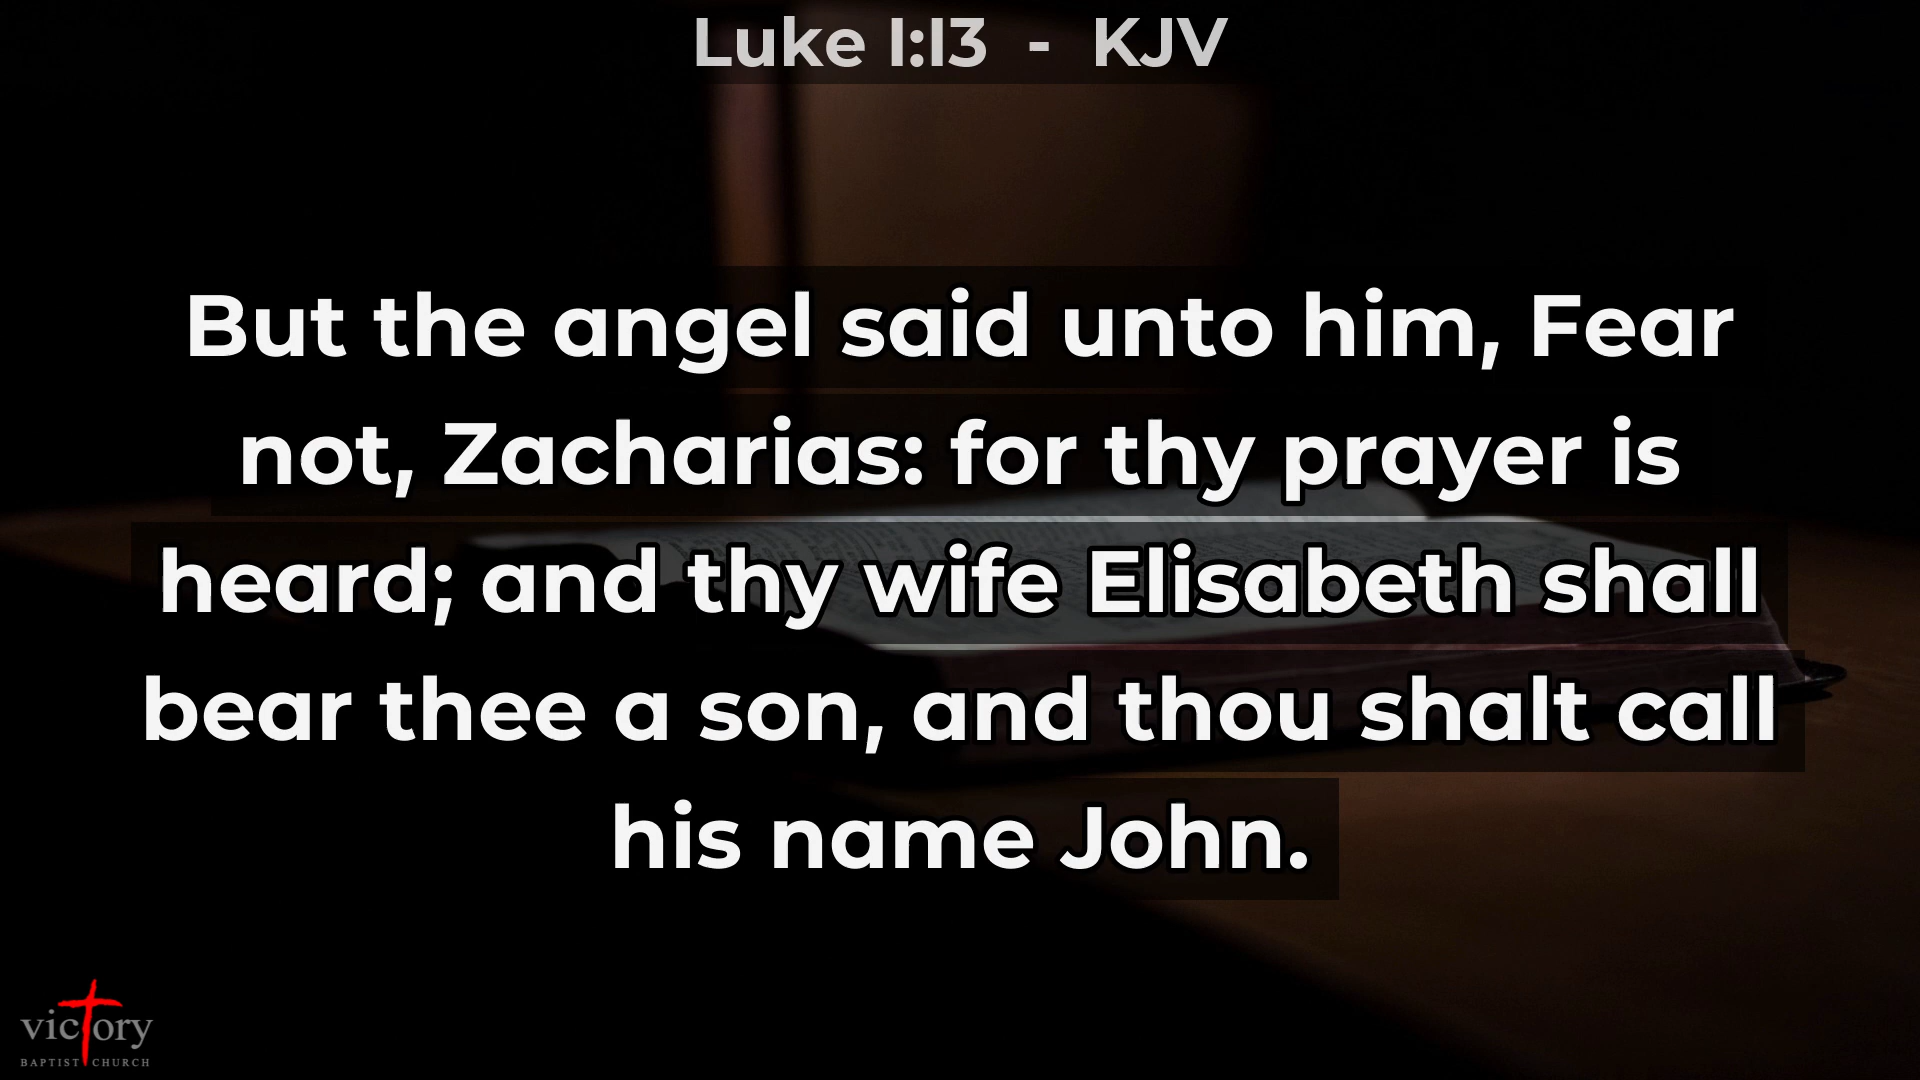 Luke 1:13 - KJV
But the angel said unto him, Fear
not, Zacharias: for thy prayer is
heard; and thy wife Elisabeth shall
bear thee a son, and thou shalt call
his name John.
victory
BAPTIST CHURCH